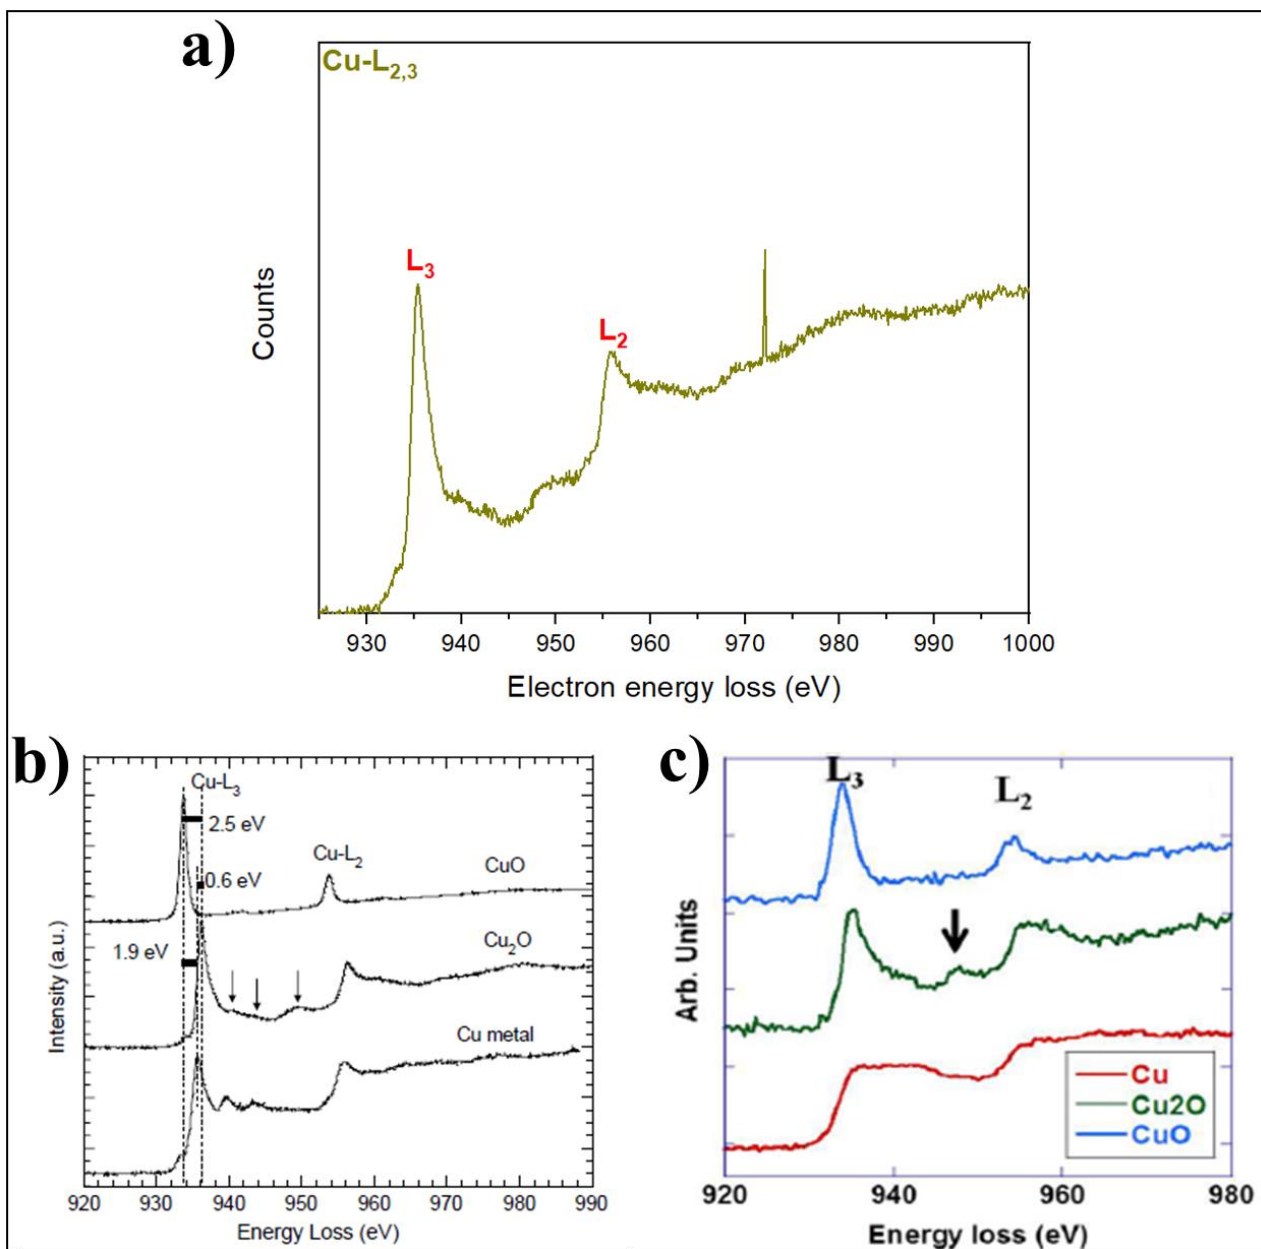 a)
Cu-L2,3
L3
L2
Counts
930 940 950 960 970 980 990 1000
Electron energy loss (eV)
b)
Cu-L3
2.5 eV
0.6 eV
1.9 eV
Cu-L2
CuO
Cu2O
Cu metal
Intensity (a.u.)
920 930 940 950 960 970 980 990
Energy Loss (eV)
c)
L3
L2
Arb. Units
Cu
Cu2O
CuO
920 940 960 980
Energy loss (eV)